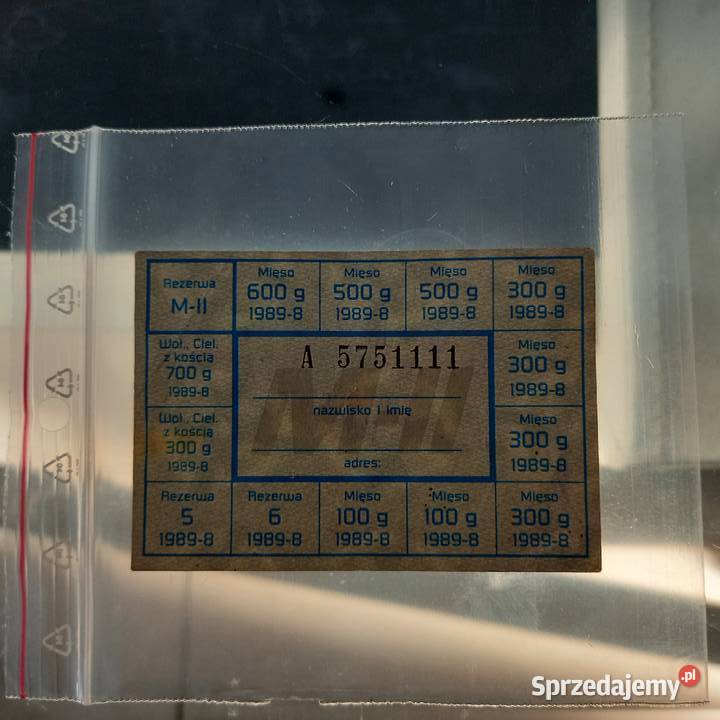 Rezerwa
M-II
Mięso
600 g
1989-8
Mięso
500 g
1989-8
Mięso
500 g
1989-8
Mięso
300 g
1989-8
Woł., Ciel.
z kością
700 g
1989-8
A 5751111
M-II
nazwisko i imię
adres:
Mięso
300 g
1989-8
Woł., Ciel.
z kością
300 g
1989-8
Mięso
300 g
1989-8
Rezerwa
5
1989-8
Rezerwa
6
1989-8
Mięso
100 g
1989-8
Mięso
100 g
1989-8
Mięso
300 g
1989-8
Sprzedajemy.pl